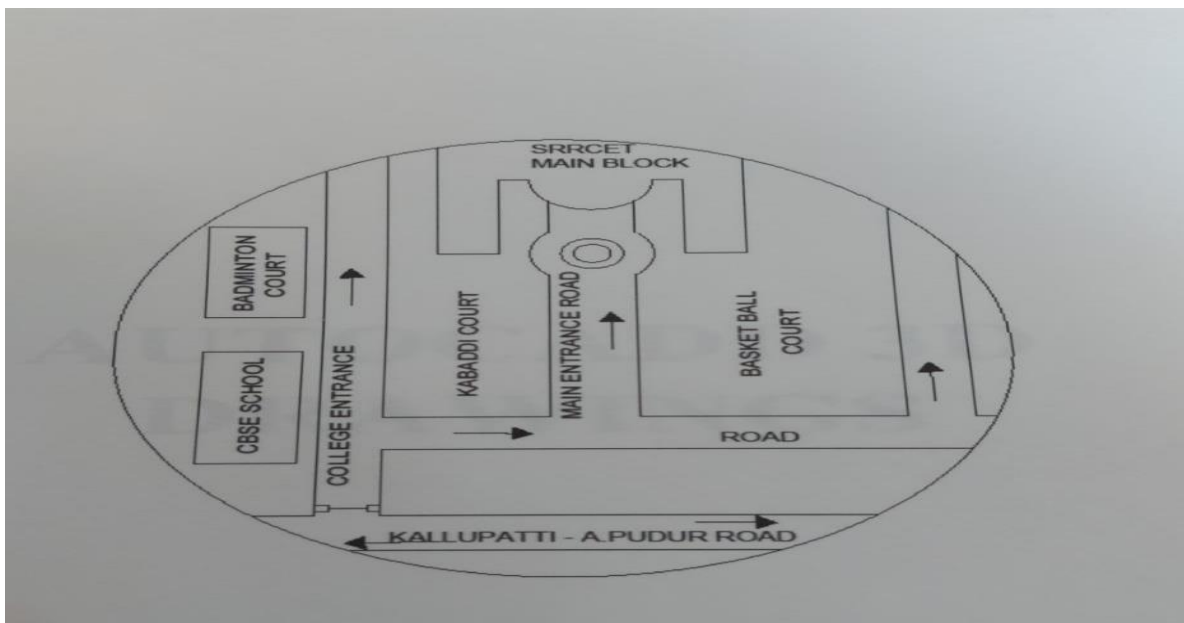 SRRCET
MAIN BLOCK
BADMINTON
COURT
CBSE SCHOOL
COLLEGE ENTRANCE
KABADDI COURT
MAIN ENTRANCE ROAD
BASKET BALL
COURT
ROAD
KALLUPATTI - A.PUDUR ROAD